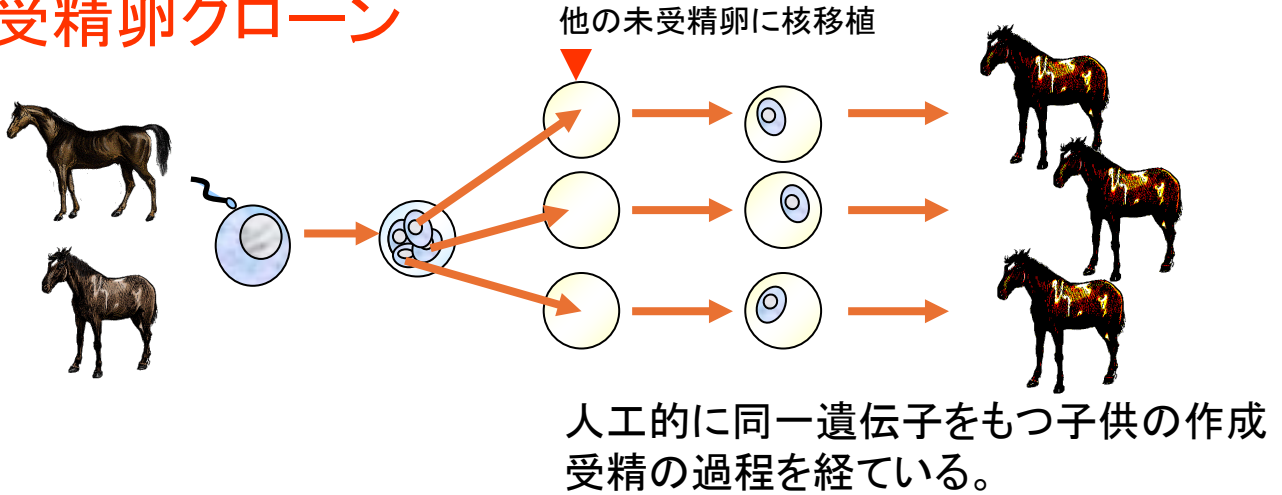 受精卵クローン
他の未受精卵に核移植
人工的に同一遺伝子をもつ子供の作成
受精の過程を経ている。